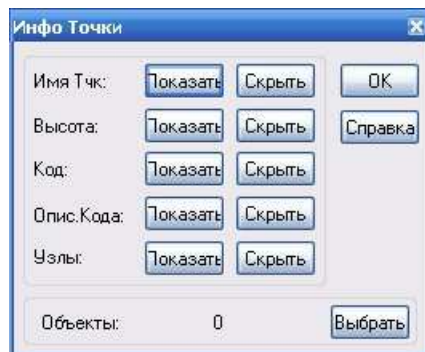 Инфо Точки
Имя Тчк: Показать Скрыть OK
Высота: Показать Скрыть Справка
Код: Показать Скрыть
Опис.Кода: Показать Скрыть
Узлы: Показать Скрыть
Объекты: 0 Выбрать